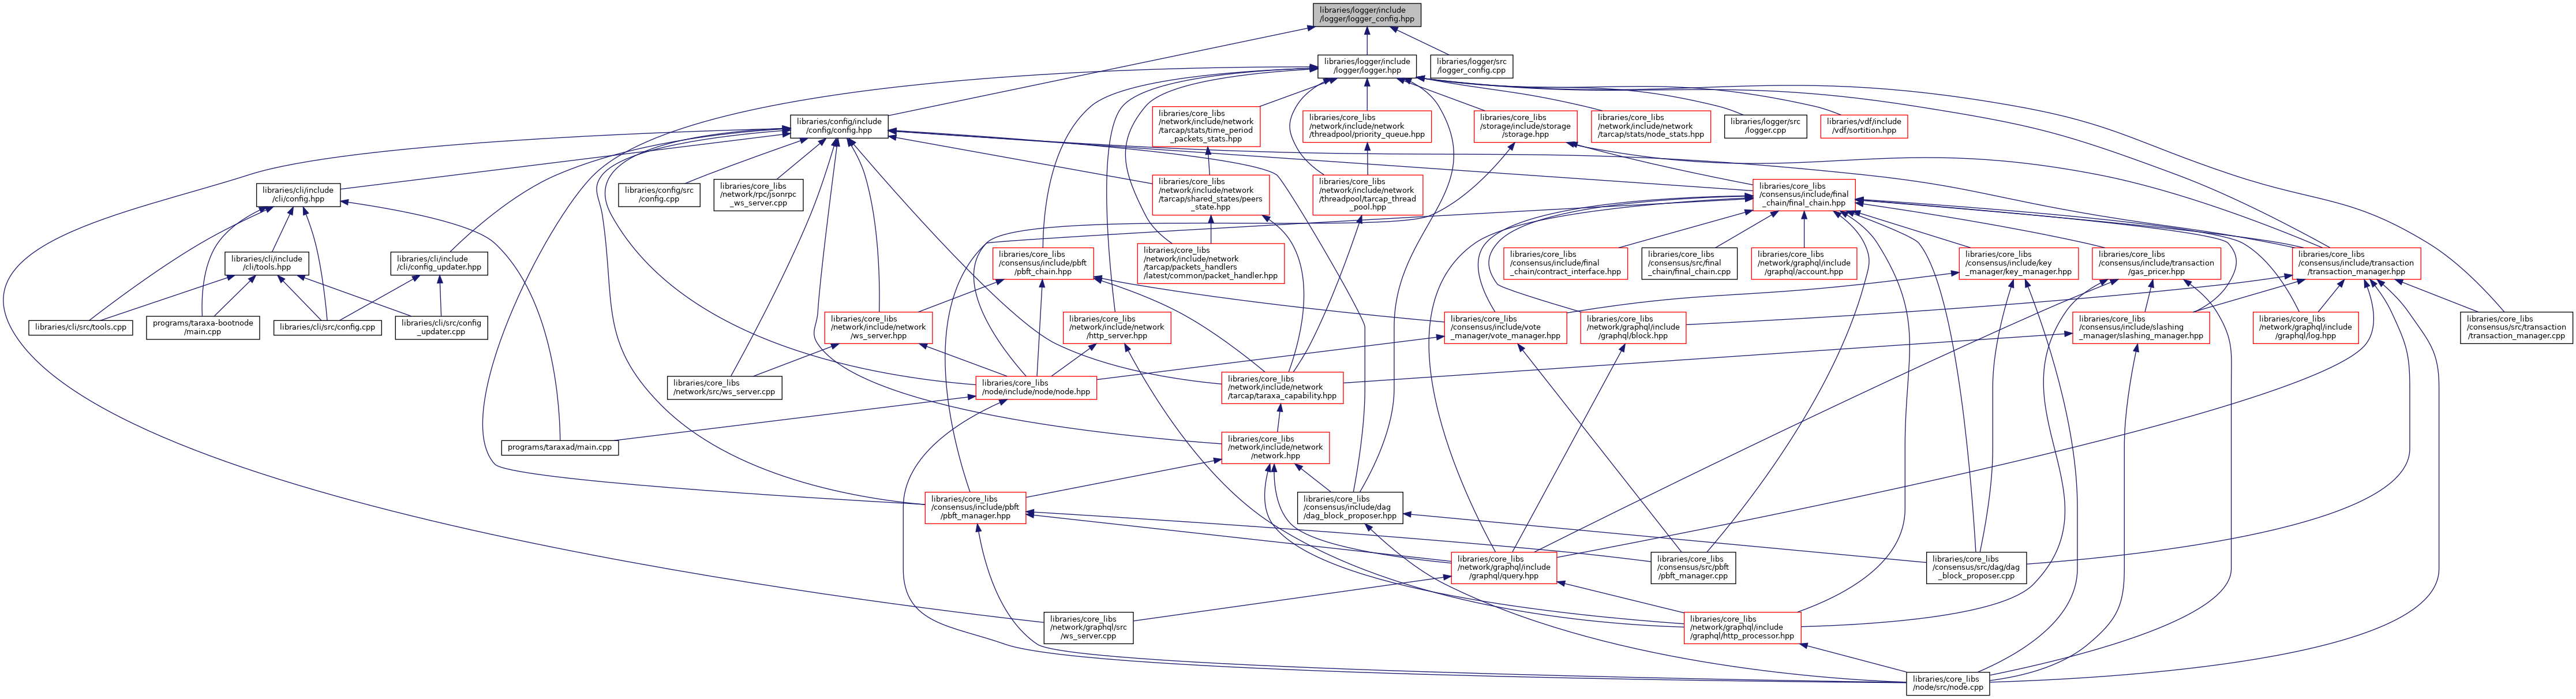 libraries/logger/include
/logger/logger_config.hpp
libraries/logger/include
/logger/logger.hpp
libraries/logger/src
/logger_config.cpp
libraries/config/include
/config/config.hpp
libraries/core_libs
/network/include/network
/tarcap/stats/time_period
_packets_stats.hpp
libraries/core_libs
/network/include/network
/threadpool/priority_queue.hpp
libraries/core_libs
/storage/include/storage
/storage.hpp
libraries/core_libs
/network/include/network
/tarcap/stats/node_stats.hpp
libraries/logger/src
/logger.cpp
libraries/vdf/include
/vdf/sortition.hpp
libraries/cli/include
/cli/config.hpp
libraries/config/src
/config.cpp
libraries/core_libs
/network/rpc/jsonrpc
_ws_server.cpp
libraries/core_libs
/network/include/network
/tarcap/shared_states/peers
_state.hpp
libraries/core_libs
/network/include/network
/threadpool/tarcap_thread
_pool.hpp
libraries/core_libs
/consensus/include/final
_chain/final_chain.hpp
libraries/cli/include
/cli/tools.hpp
libraries/cli/include
/cli/config_updater.hpp
libraries/core_libs
/consensus/include/pbft
/pbft_chain.hpp
libraries/core_libs
/network/include/network
/tarcap/packets_handlers
/latest/common/packet_handler.hpp
libraries/core_libs
/consensus/include/final
_chain/contract_interface.hpp
libraries/core_libs
/consensus/src/final
_chain/final_chain.cpp
libraries/core_libs
/network/graphql/include
/graphql/account.hpp
libraries/core_libs
/consensus/include/key
_manager/key_manager.hpp
libraries/core_libs
/consensus/include/transaction
/gas_pricer.hpp
libraries/core_libs
/consensus/include/transaction
/transaction_manager.hpp
libraries/cli/src/tools.cpp
programs/taraxa-bootnode
/main.cpp
libraries/cli/src/config.cpp
libraries/cli/src/config
_updater.cpp
libraries/core_libs
/network/include/network
/ws_server.hpp
libraries/core_libs
/network/include/network
/http_server.hpp
libraries/core_libs
/consensus/include/vote
_manager/vote_manager.hpp
libraries/core_libs
/network/graphql/include
/graphql/block.hpp
libraries/core_libs
/consensus/include/slashing
_manager/slashing_manager.hpp
libraries/core_libs
/network/graphql/include
/graphql/log.hpp
libraries/core_libs
/consensus/src/transaction
/transaction_manager.cpp
libraries/core_libs
/network/src/ws_server.cpp
libraries/core_libs
/node/include/node/node.hpp
libraries/core_libs
/network/include/network
/tarcap/taraxa_capability.hpp
programs/taraxad/main.cpp
libraries/core_libs
/network/include/network
/network.hpp
libraries/core_libs
/consensus/include/pbft
/pbft_manager.hpp
libraries/core_libs
/consensus/include/dag
/dag_block_proposer.hpp
libraries/core_libs
/network/graphql/include
/graphql/query.hpp
libraries/core_libs
/consensus/src/pbft
/pbft_manager.cpp
libraries/core_libs
/consensus/src/dag/dag
_block_proposer.cpp
libraries/core_libs
/network/graphql/src
/ws_server.cpp
libraries/core_libs
/network/graphql/include
/graphql/http_processor.hpp
libraries/core_libs
/node/src/node.cpp